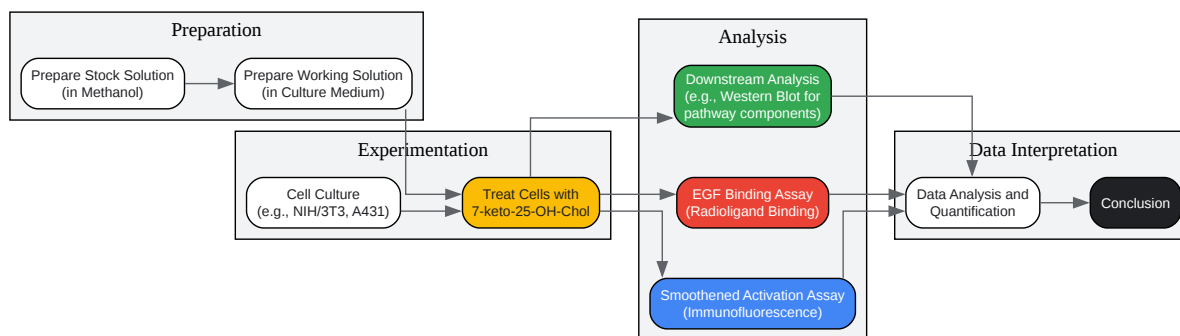 Preparation
Prepare Stock Solution
(in Methanol)
Prepare Working Solution
(in Culture Medium)
Experimentation
Cell Culture
(e.g., NIH/3T3, A431)
Treat Cells with
7-keto-25-OH-Chol
Analysis
Downstream Analysis
(e.g., Western Blot for
pathway components)
EGF Binding Assay
(Radioligand Binding)
Smoothened Activation Assay
(Immunofluorescence)
Data Interpretation
Data Analysis and
Quantification
Conclusion